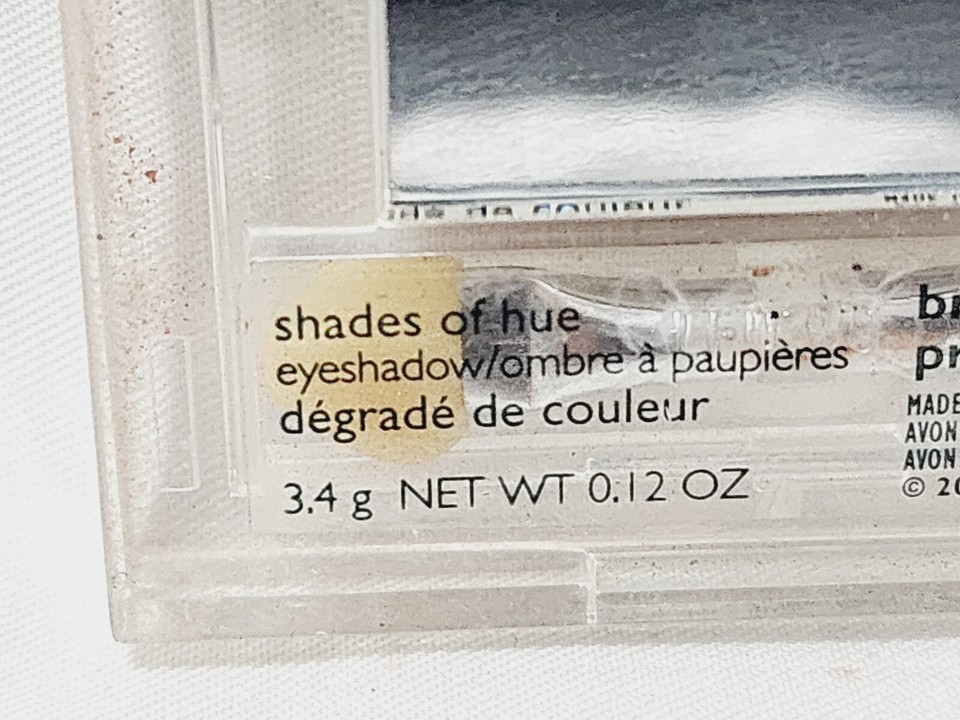 shades of hue
eyeshadow/ombre à paupières
dégradé de couleur
3.4 g NET WT 0.12 OZ
MADE
AVON
AVON
©